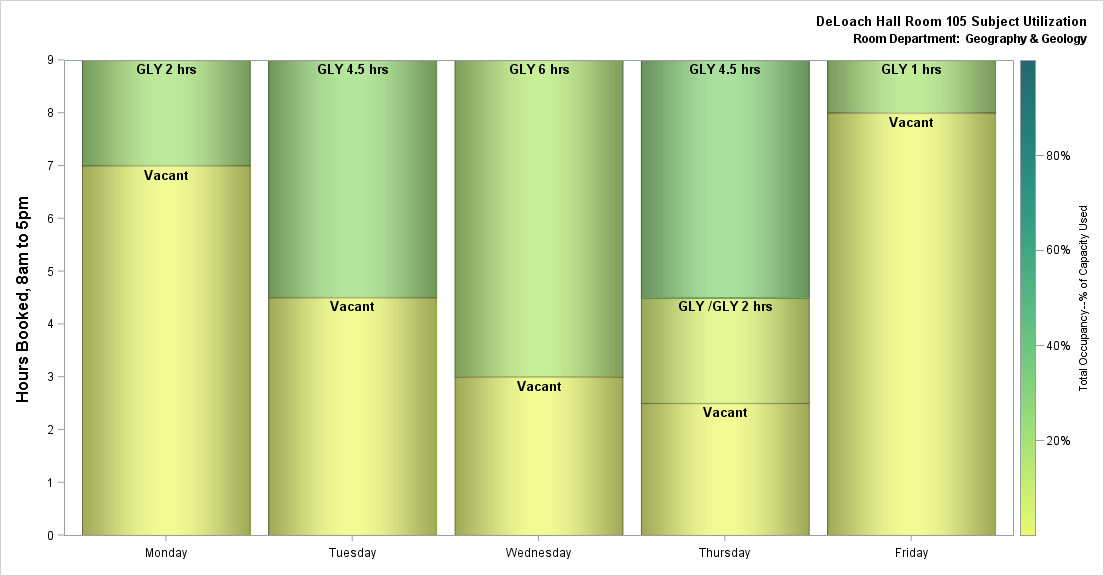 DeLoach Hall Room 105 Subject Utilization
Room Department: Geography & Geology
Hours Booked, 8am to 5pm
9
8
7
6
5
4
3
2
1
0
GLY 2 hrs
Vacant
GLY 4.5 hrs
Vacant
GLY 6 hrs
Vacant
GLY 4.5 hrs
GLY /GLY 2 hrs
Vacant
GLY 1 hrs
Vacant
Monday
Tuesday
Wednesday
Thursday
Friday
80%
60%
40%
20%
Total Occupancy--% of Capacity Used